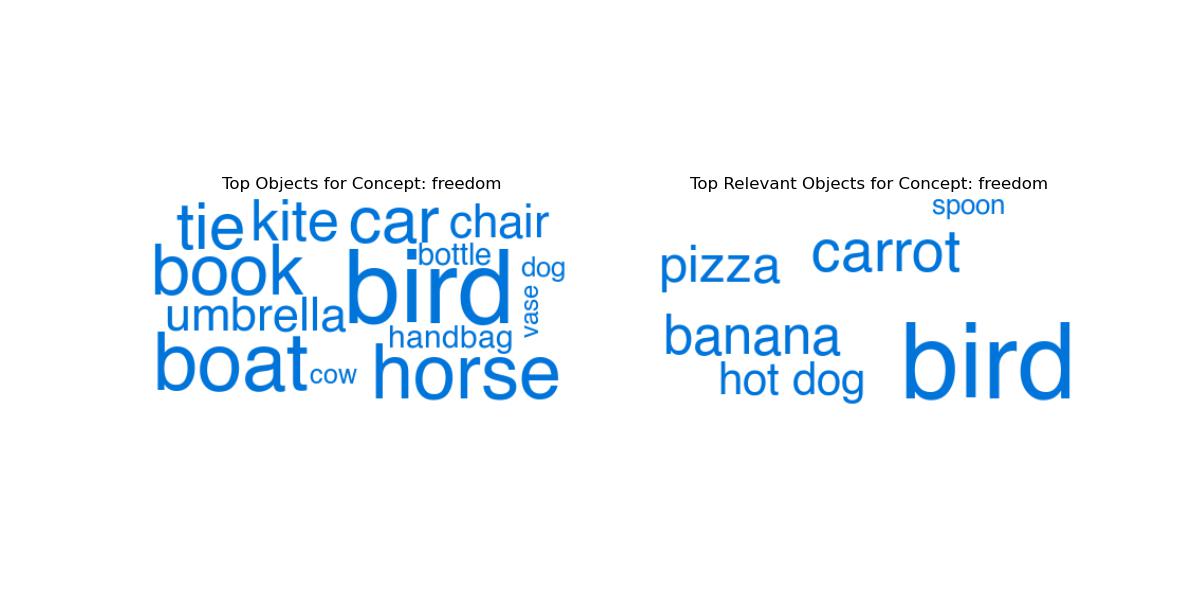 Top Objects for Concept: freedom
tie kite car chair
book bottle dog
umbrella bird vase
handbag
boat cow horse
Top Relevant Objects for Concept: freedom
spoon
pizza carrot
banana
hot dog bird